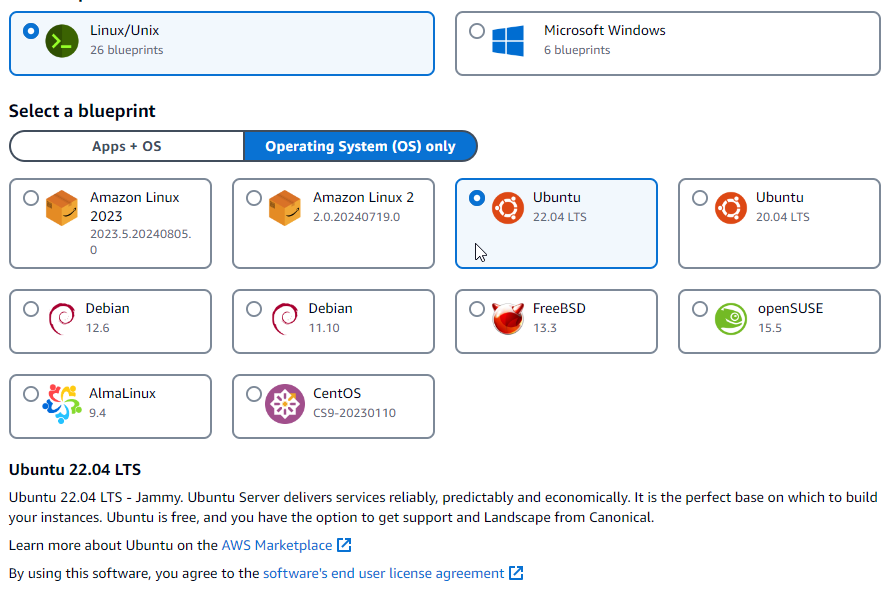 Linux/Unix
26 blueprints
Microsoft Windows
6 blueprints
Select a blueprint
Apps + OS
Operating System (OS) only
Amazon Linux
2023
2023.5.20240805.
0
Amazon Linux 2
2.0.20240719.0
Ubuntu
22.04 LTS
Ubuntu
20.04 LTS
Debian
12.6
Debian
11.10
FreeBSD
13.3
openSUSE
15.5
AlmaLinux
9.4
CentOS
CS9-20230110
Ubuntu 22.04 LTS
Ubuntu 22.04 LTS - Jammy. Ubuntu Server delivers services reliably, predictably and economically. It is the perfect base on which to build
your instances. Ubuntu is free, and you have the option to get support and Landscape from Canonical.
Learn more about Ubuntu on the AWS Marketplace
By using this software, you agree to the software's end user license agreement